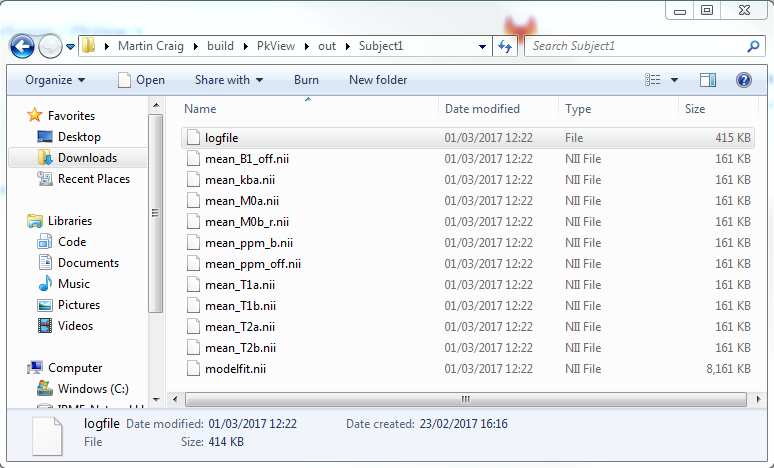 Martin Craig build PkView out Subject1 Search Subject1
Organize Open Share with Burn New folder
Favorites
Desktop
Downloads
Recent Places
Libraries
Code
Documents
Music
Pictures
Videos
Computer
Windows (C:)
Name Date modified Type Size
logfile 01/03/2017 12:22 File 415 KB
mean_B1_off.nii 01/03/2017 12:22 NII File 161 KB
mean_kba.nii 01/03/2017 12:22 NII File 161 KB
mean_M0a.nii 01/03/2017 12:22 NII File 161 KB
mean_M0b_r.nii 01/03/2017 12:22 NII File 161 KB
mean_ppm_b.nii 01/03/2017 12:22 NII File 161 KB
mean_ppm_off.nii 01/03/2017 12:22 NII File 161 KB
mean_T1a.nii 01/03/2017 12:22 NII File 161 KB
mean_T1b.nii 01/03/2017 12:22 NII File 161 KB
mean_T2a.nii 01/03/2017 12:22 NII File 161 KB
mean_T2b.nii 01/03/2017 12:22 NII File 161 KB
modelfit.nii 01/03/2017 12:22 NII File 8,161 KB
logfile Date modified: 01/03/2017 12:22 Date created: 23/02/2017 16:16
File Size: 414 KB